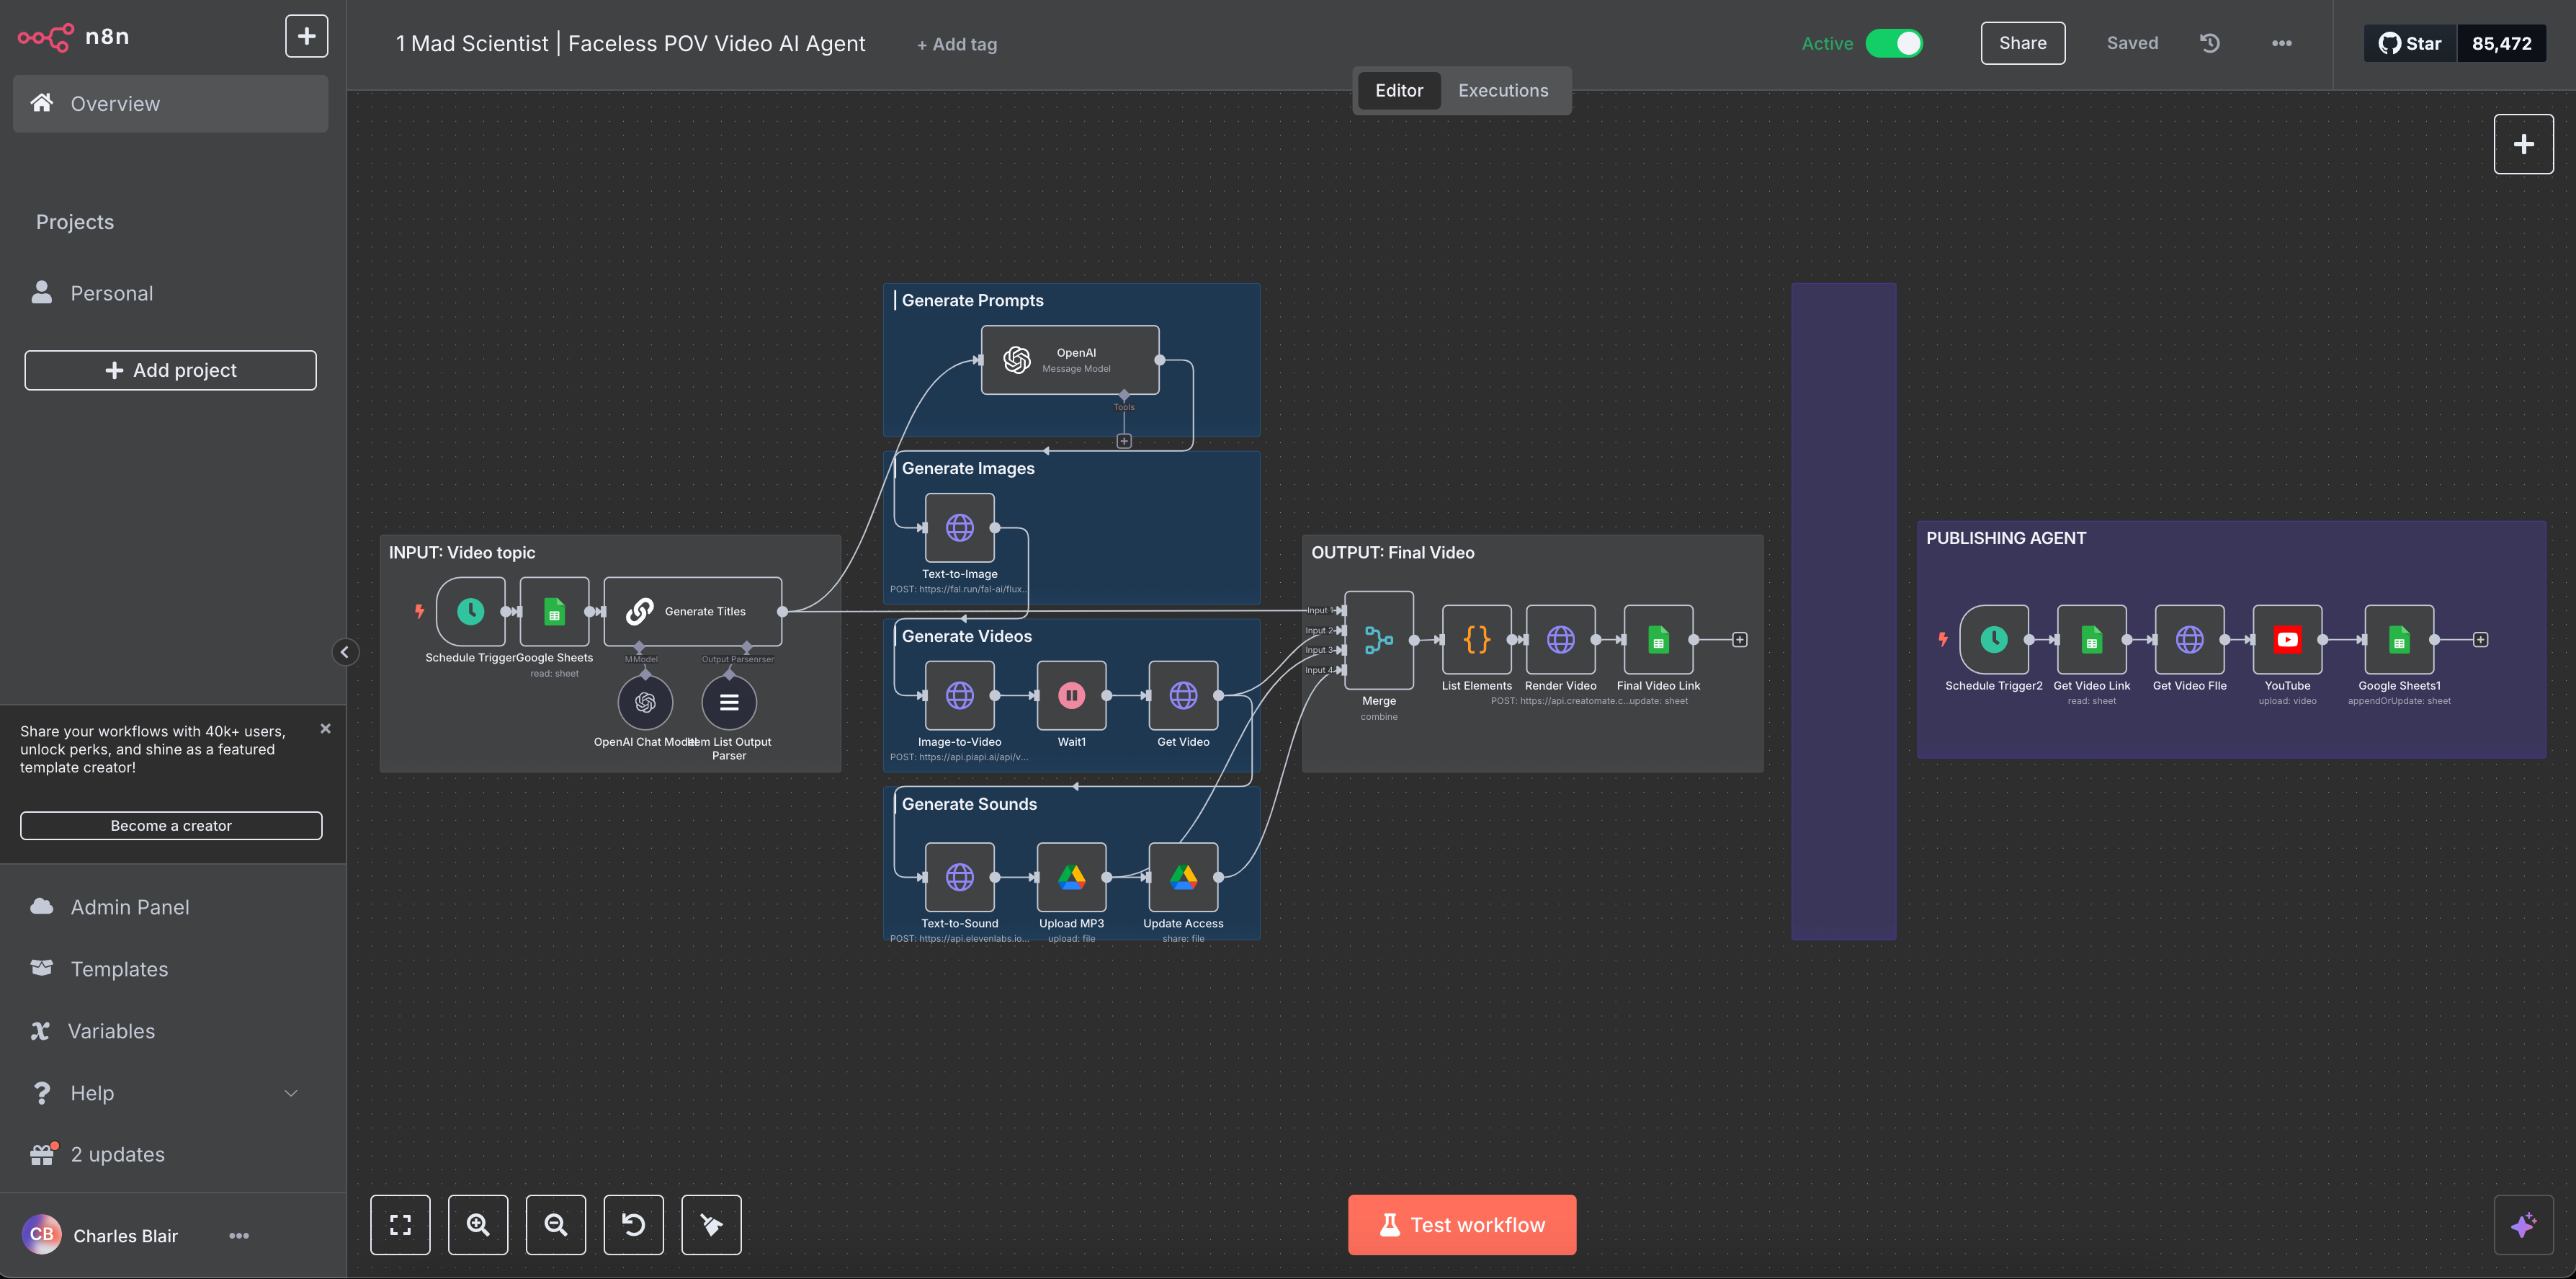 n8n
Overview
Projects
Personal
Add project
Share your workflows with 40k+ users,
unlock perks, and shine as a featured
template creator!
Become a creator
Admin Panel
Templates
Variables
Help
2 updates
CB
Charles Blair
1 Mad Scientist | Faceless POV Video AI Agent
+ Add tag
Active
Share
Saved
Star
85,472
Editor
Executions
INPUT: Video topic
Schedule Trigger
Google Sheets
read: sheet
Generate Titles
Model
Output Parser
OpenAI Chat Model
Item List Output
Parser
| Generate Prompts
OpenAI
Message Model
Tools
Generate Images
Text-to-Image
POST: https://fal.run/fal-ai/flux...
Generate Videos
Image-to-Video
POST: https://api.piapi.ai/api/v...
Wait1
Get Video
Generate Sounds
Text-to-Sound
POST: https://api.elevenlabs.io...
Upload MP3
upload: file
Update Access
share: file
OUTPUT: Final Video
Input 1
Input 2
Input 3
Input 4
Merge
combine
List Elements
Render Video
POST: https://api.creatomate.c...
Final Video Link
update: sheet
PUBLISHING AGENT
Schedule Trigger2
Get Video Link
read: sheet
Get Video FIle
YouTube
upload: video
Google Sheets1
appendOrUpdate: sheet
Test workflow